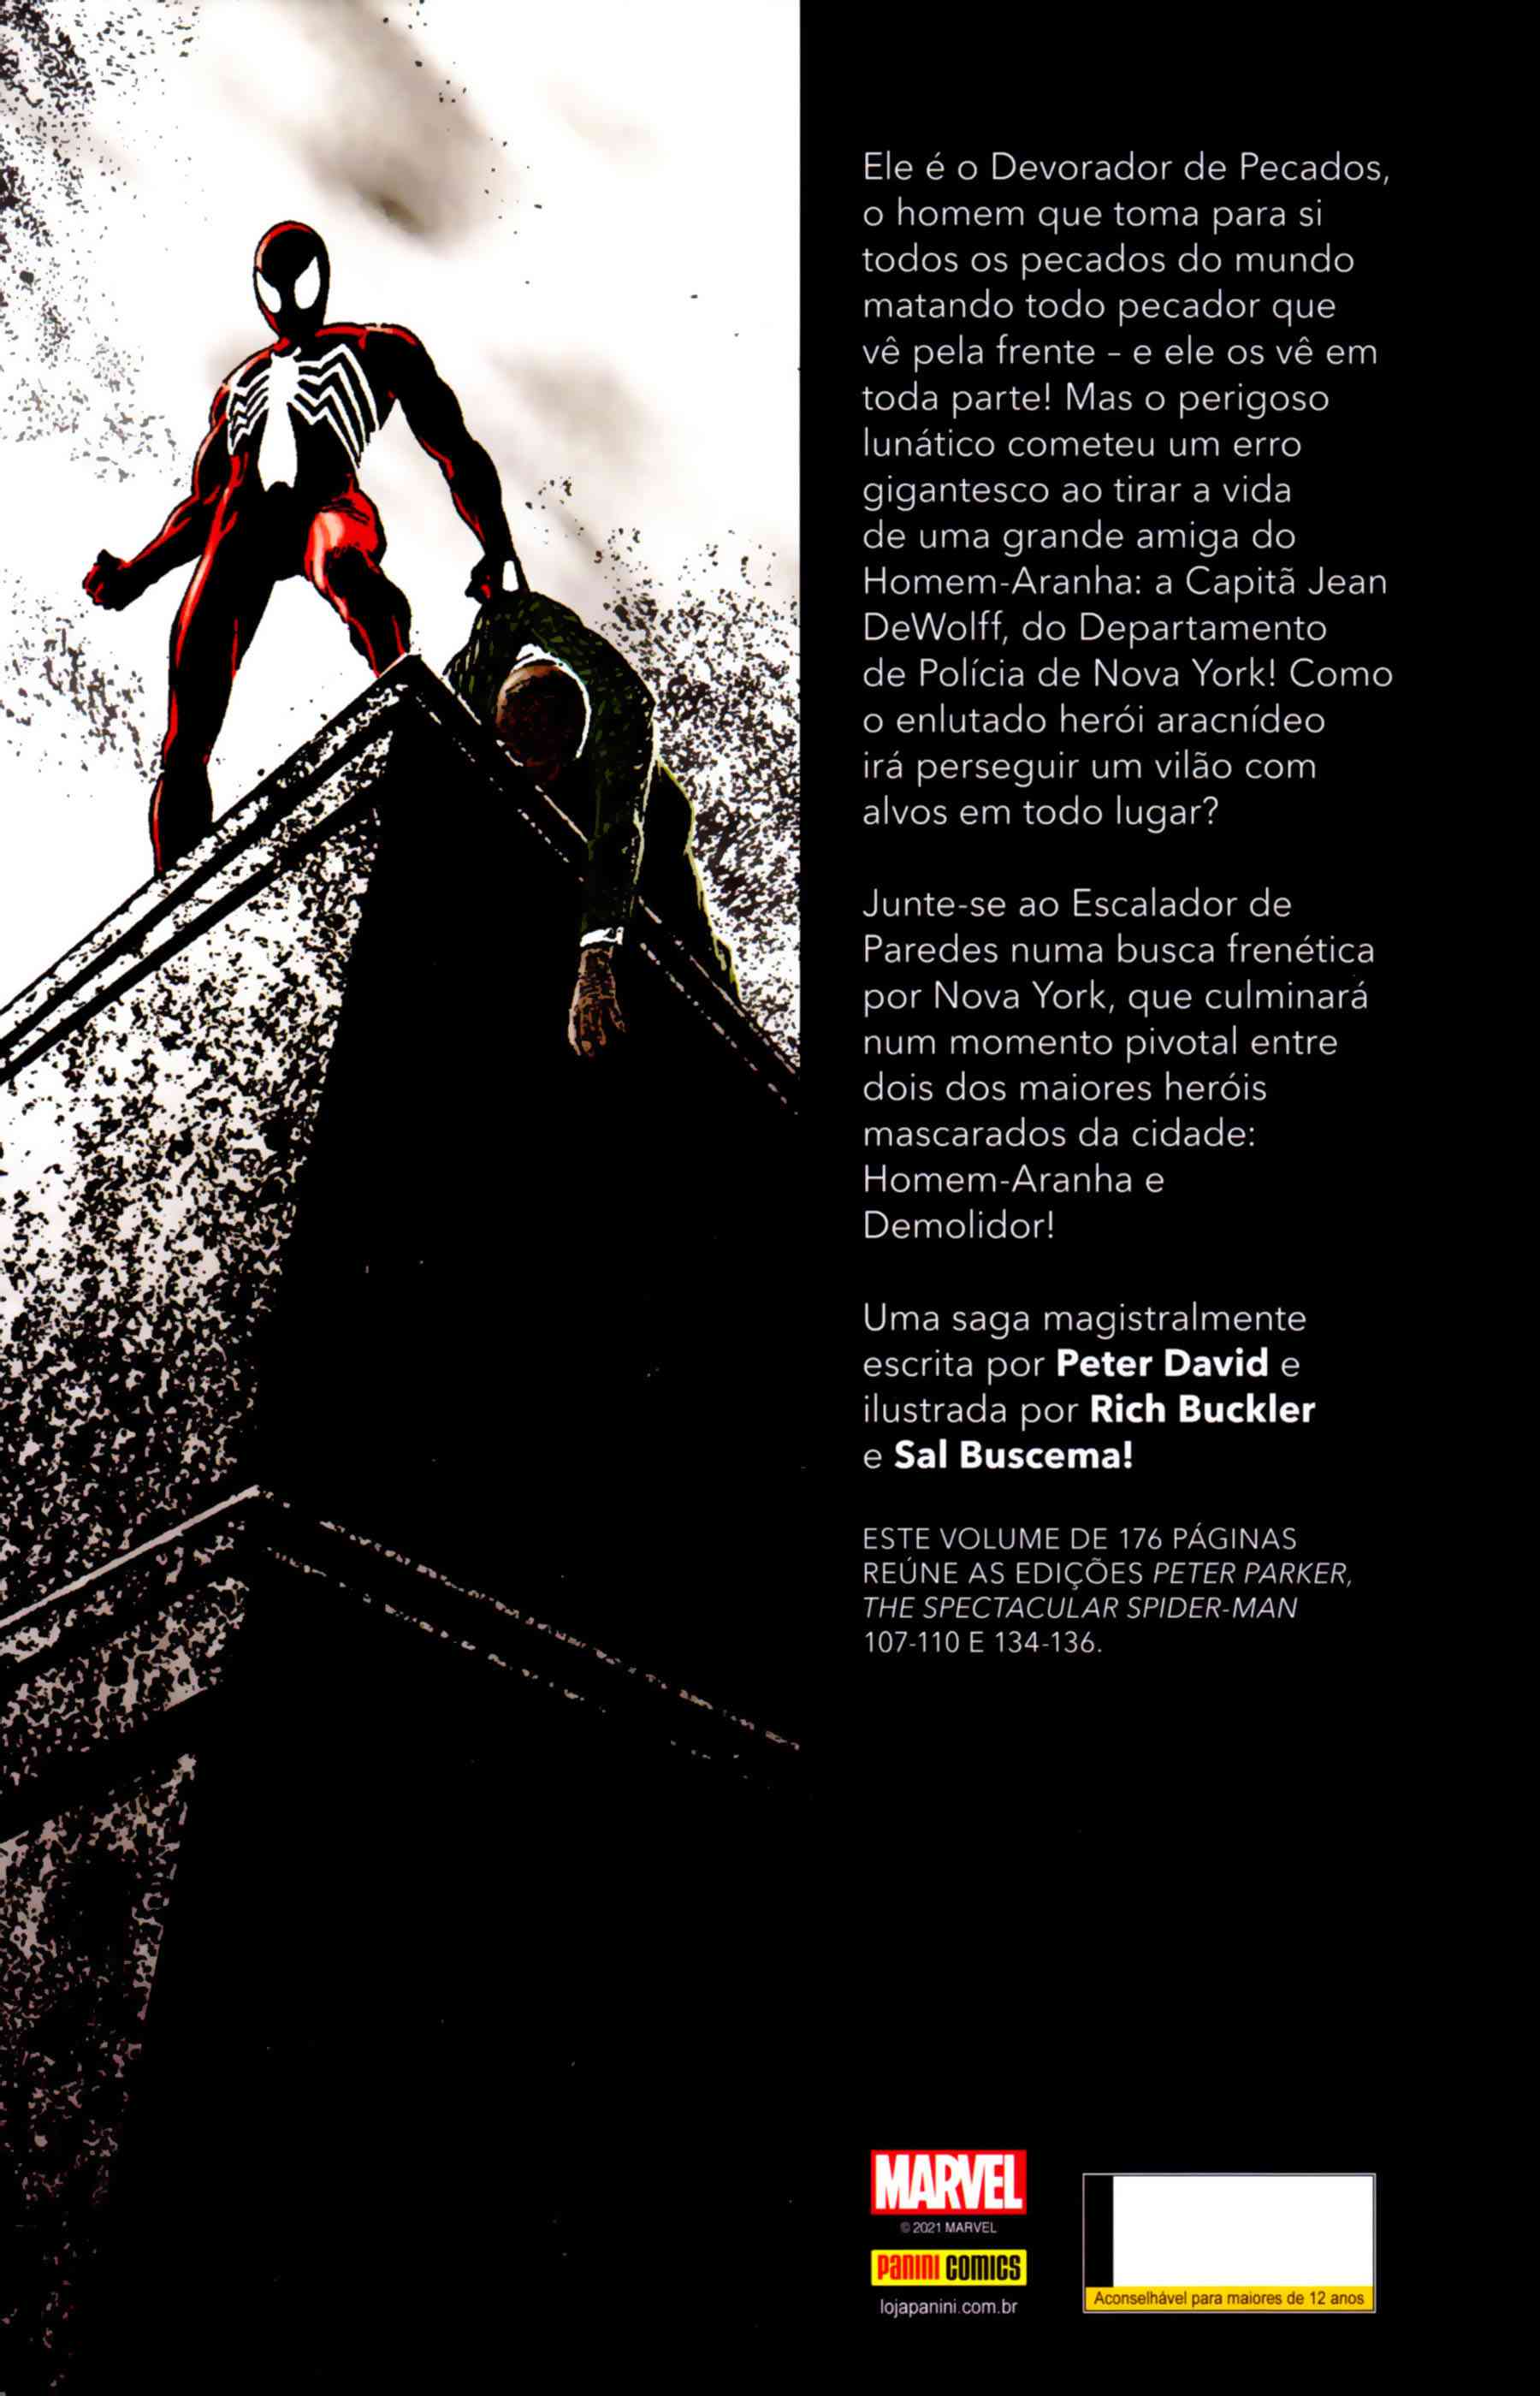 Ele é o Devorador de Pecados,
o homem que toma para si
todos os pecados do mundo
matando todo pecador que
vê pela frente – e ele os vê em
toda parte! Mas o perigoso
lunático cometeu um erro
gigantesco ao tirar a vida
de uma grande amiga do
Homem-Aranha: a Capitã Jean
DeWolff, do Departamento
de Polícia de Nova York! Como
o enlutado herói aracnídeo
irá perseguir um vilão com
alvos em todo lugar?
Junte-se ao Escalador de
Paredes numa busca frenética
por Nova York, que culminará
num momento pivotal entre
dois dos maiores heróis
mascarados da cidade:
Homem-Aranha e
Demolidor!
Uma saga magistralmente
escrita por Peter David e
ilustrada por Rich Buckler
e Sal Buscema!
ESTE VOLUME DE 176 PÁGINAS
REÚNE AS EDIÇÕES PETER PARKER,
THE SPECTACULAR SPIDER-MAN
107-110 E 134-136.
MARVEL
© 2021 MARVEL
PANINI COMICS
lojapanini.com.br
Aconselhável para maiores de 12 anos